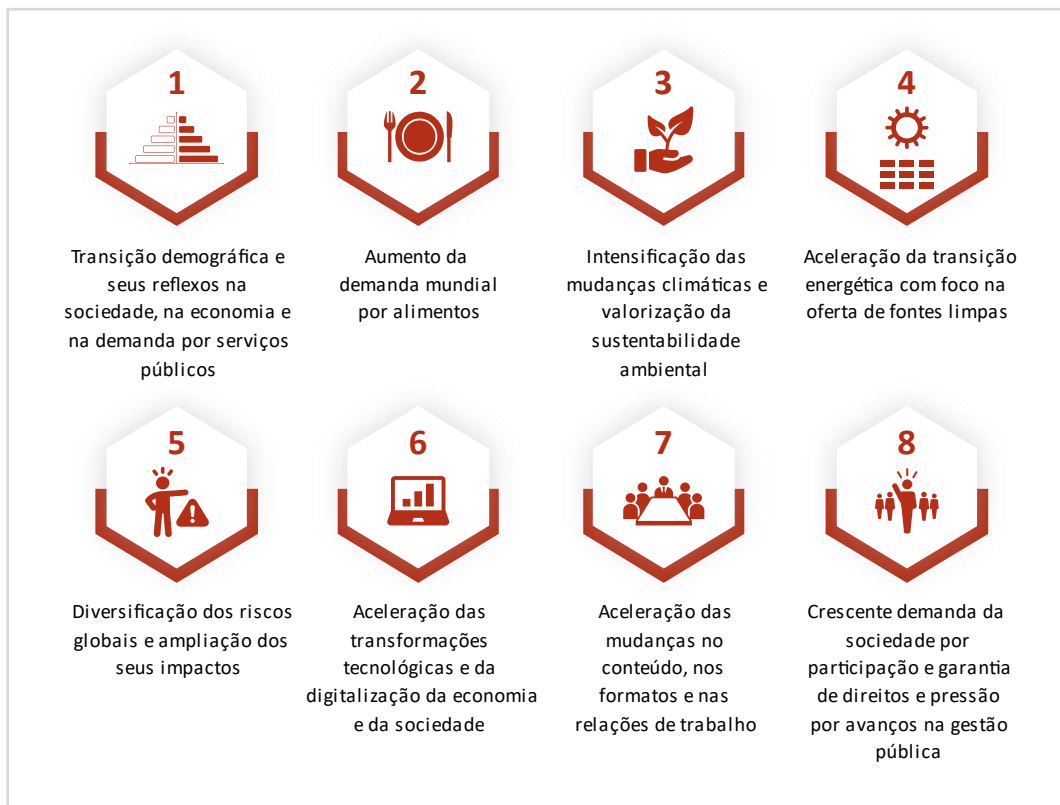 1
Transição demográfica e
seus reflexos na
sociedade, na economia e
na demanda por serviços
públicos
2
Aumento da
demanda mundial
por alimentos
3
Intensificação das
mudanças climáticas e
valorização da
sustentabilidade
ambiental
4
Aceleração da transição
energética com foco na
oferta de fontes limpas
5
Diversificação dos riscos
globais e ampliação dos
seus impactos
6
Aceleração das
transformações
tecnológicas e da
digitalização da economia
e da sociedade
7
Aceleração das
mudanças no
conteúdo, nos
formatos e nas
relações de trabalho
8
Crescente demanda da
sociedade por
participação e garantia
de direitos e pressão
por avanços na gestão
pública